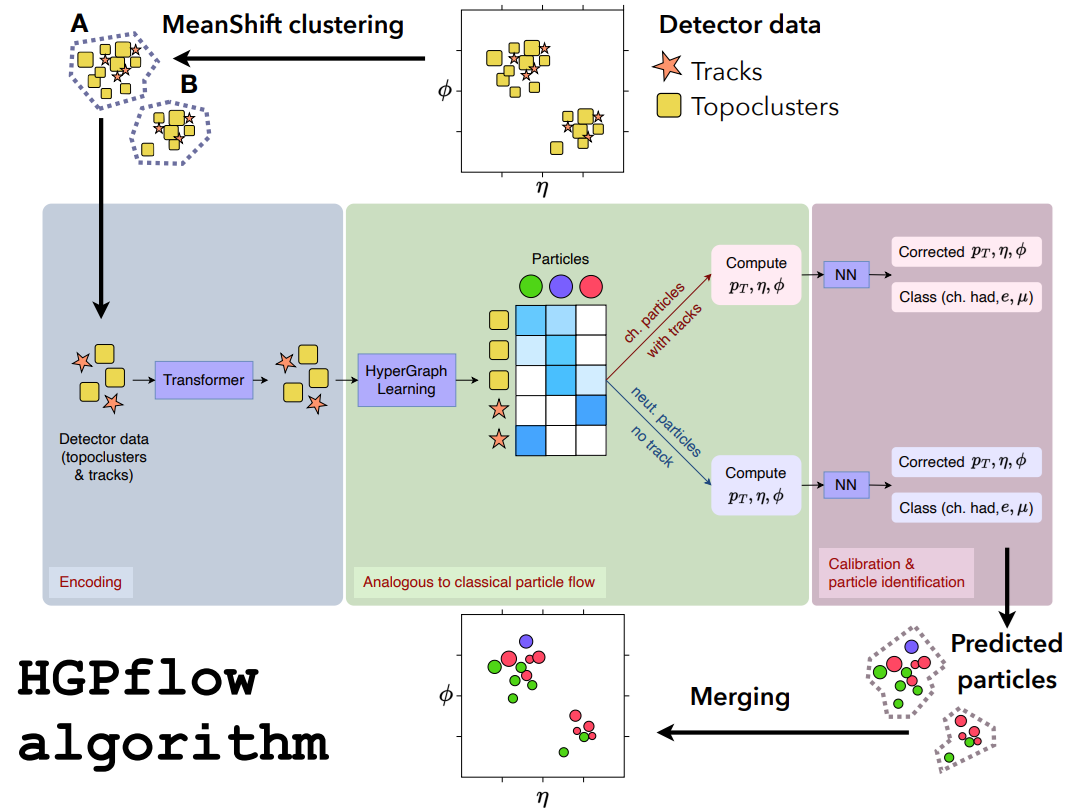 A
MeanShift clustering
B
ϕ
η
Detector data
Tracks
Topoclusters
Detector data
(topoclusters
& tracks)
Transformer
Encoding
HyperGraph
Learning
Particles
ch. particles
with tracks
neut. particles
no track
Compute
p_T, η, ϕ
Compute
p_T, η, ϕ
Analogous to classical particle flow
NN
Corrected p_T, η, ϕ
Class (ch. had, e, μ)
NN
Corrected p_T, η, ϕ
Class (ch. had, e, μ)
Calibration &
particle identification
Predicted
particles
Merging
ϕ
η
HGPflow
algorithm